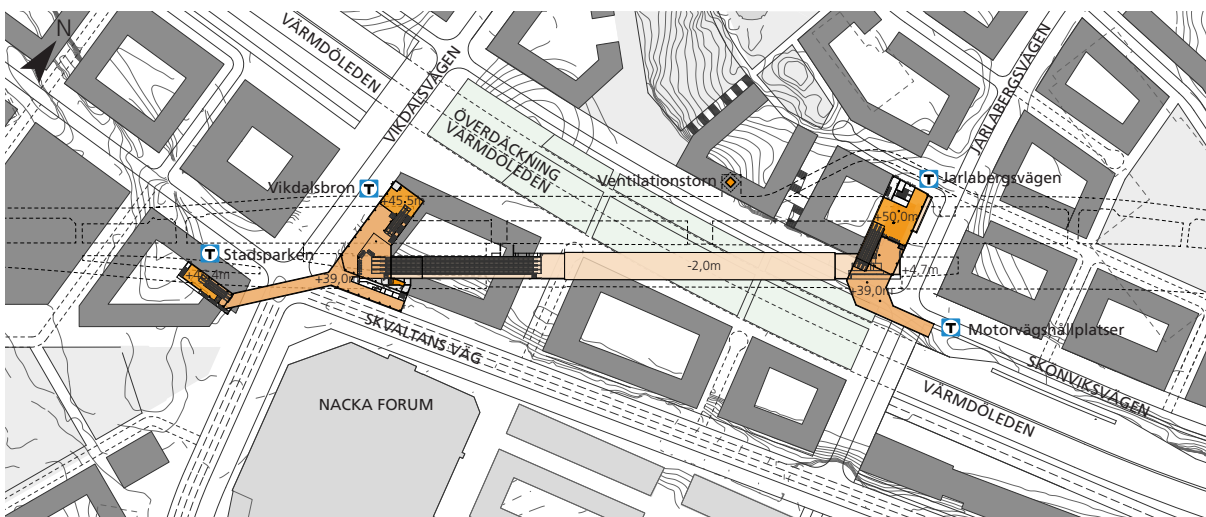 N
VÄRMDÖLEDEN
VIKDALSVÄGEN
JARLABERGSVÄGEN
ÖVERDÄCKNING
VÄRMDÖLEDEN
Vikdalsbron T
+45,5m
Ventilationstorn
T Jarlabergsvägen
+50,0m
T Stadsparken
+39,0m
-2,0m
+4,7m
+39,0m
SKVALTANS VÄG
T Motorvägshållplatser
SKÖNVIKSVÄGEN
VÄRMDÖLEDEN
NACKA FORUM